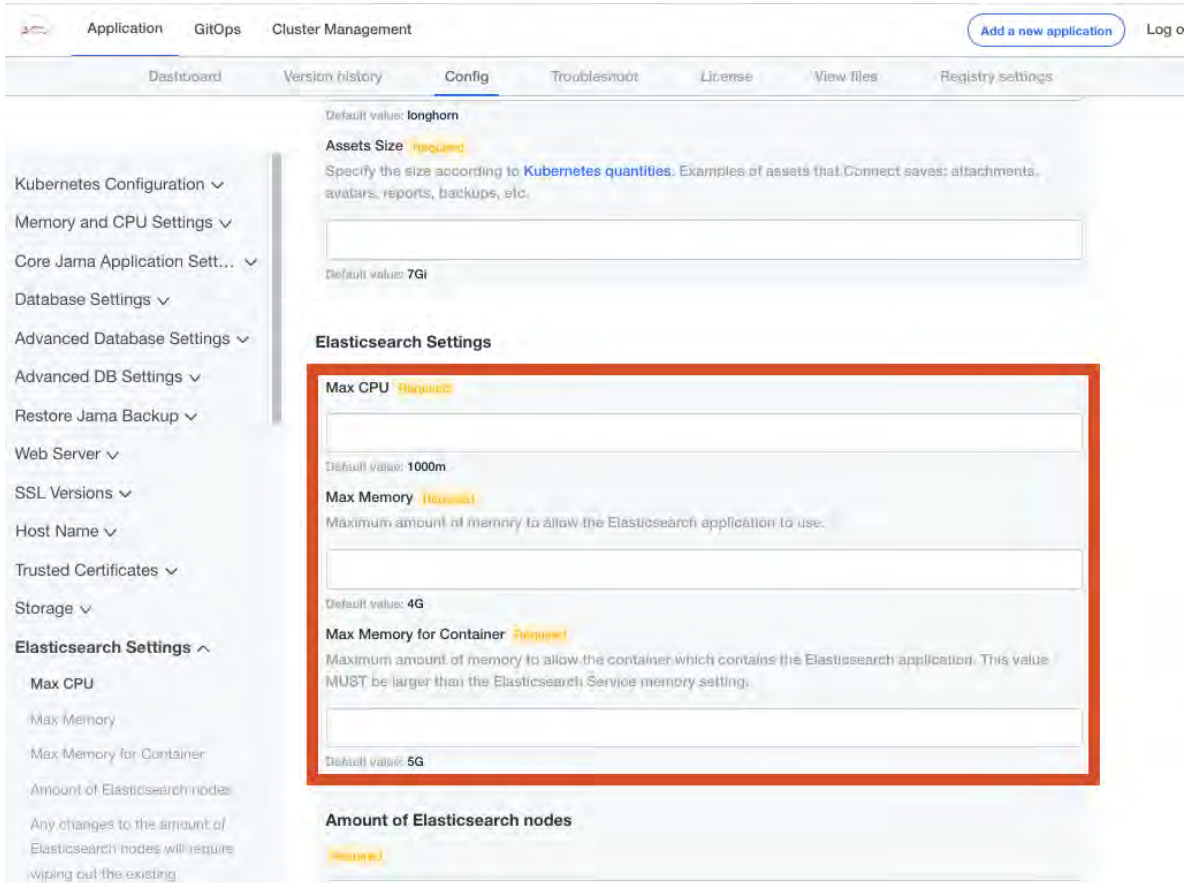 Application GitOps Cluster Management Add a new application Log o
Dashboard Version history Config Troubleshoot License View files Registry settings
Default value: longhorn
Assets Size Required
Specify the size according to Kubernetes quantities. Examples of assets that Connect saves: attachments,
avatars, reports, backups, etc.
Default value: 7Gi
Kubernetes Configuration
Memory and CPU Settings
Core Jama Application Sett...
Database Settings
Advanced Database Settings
Advanced DB Settings
Restore Jama Backup
Web Server
SSL Versions
Host Name
Trusted Certificates
Storage
Elasticsearch Settings
Max CPU
Max Memory
Max Memory for Container
Amount of Elasticsearch nodes
Any changes to the amount of
Elasticsearch nodes will require
wiping out the existing
Elasticsearch Settings
Max CPU Required
Default value: 1000m
Max Memory Required
Maximum amount of memory to allow the Elasticsearch application to use.
Default value: 4G
Max Memory for Container Required
Maximum amount of memory to allow the container which contains the Elasticsearch application. This value
MUST be larger than the Elasticsearch Service memory setting.
Default value: 5G
Amount of Elasticsearch nodes
Required